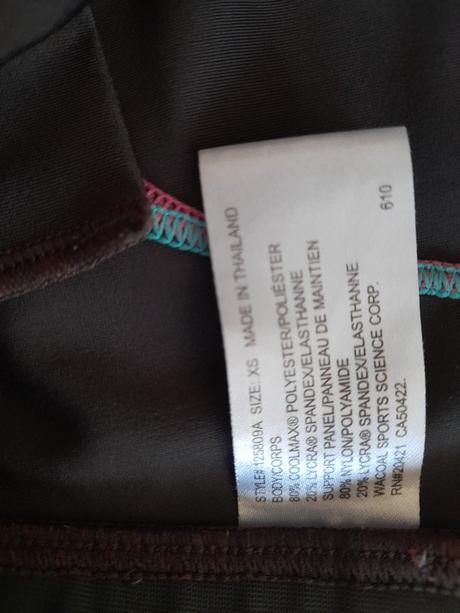 STYLE# 125809A SIZE: XS MADE IN THAILAND
BODY/CORPS
80% COOLMAX® POLYESTER/POLIÉSTER
20% LYCRA® SPANDEX/ELASTHANNE
SUPPORT PANEL/PANNEAU DE MAINTIEN
80% NYLON/POLYAMIDE
20% LYCRA® SPANDEX/ELASTHANNE
WACOAL SPORTS SCIENCE CORP.
RN#20421 CA50422. 610